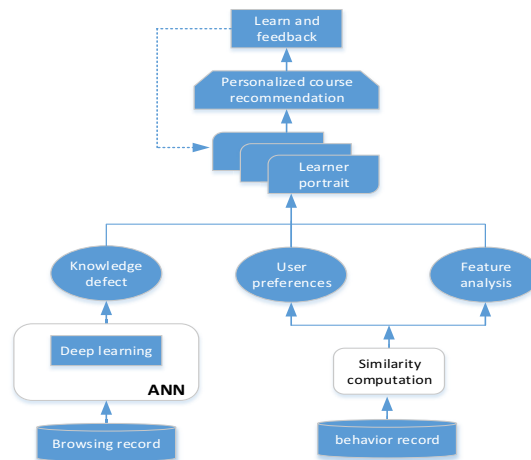 Learn and
feedback
Personalized course
recommendation
Learner
portrait
Knowledge
defect
User
preferences
Feature
analysis
Deep learning
ANN
Similarity
computation
Browsing record
behavior record